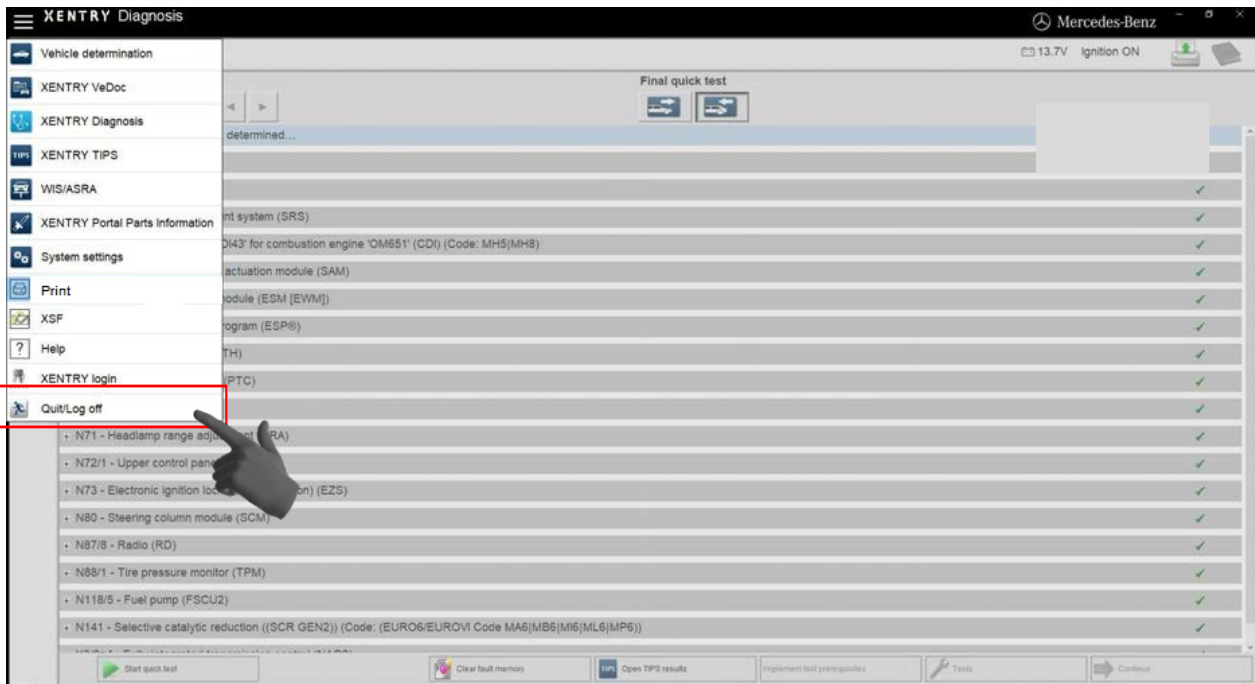 XENTRY Diagnosis
Mercedes-Benz
Vehicle determination
13.7V Ignition ON
XENTRY VeDoc
Final quick test
XENTRY Diagnosis
determined...
TIPS XENTRY TIPS
WIS/ASRA
XENTRY Portal Parts Information
nt system (SRS)
DI43' for combustion engine 'OM651' (CDI) (Code: MH5|MH8)
System settings
actuation module (SAM)
Print
odule (ESM [EWM])
XSF
rogram (ESP®)
? Help
TH)
XENTRY login
/PTC)
Quit/Log off
+ N71 - Headlamp range RA)
+ N72/1 - Upper control
+ N73 - Electronic ignition on) (EZS)
+ N80 - Steering column module (SCM)
+ N87/8 - Radio (RD)
+ N88/1 - Tire pressure monitor (TPM)
+ N118/5 - Fuel pump (FSCU2)
+ N141 - Selective catalytic reduction ((SCR GEN2)) (Code: (EURO6/EUROVI Code MA6|MB6|MI6|ML6|MP6))
Start quick test
Clear fault memory
TIPS Open TIPS results
Implement test prerequisites
Tests
Continue